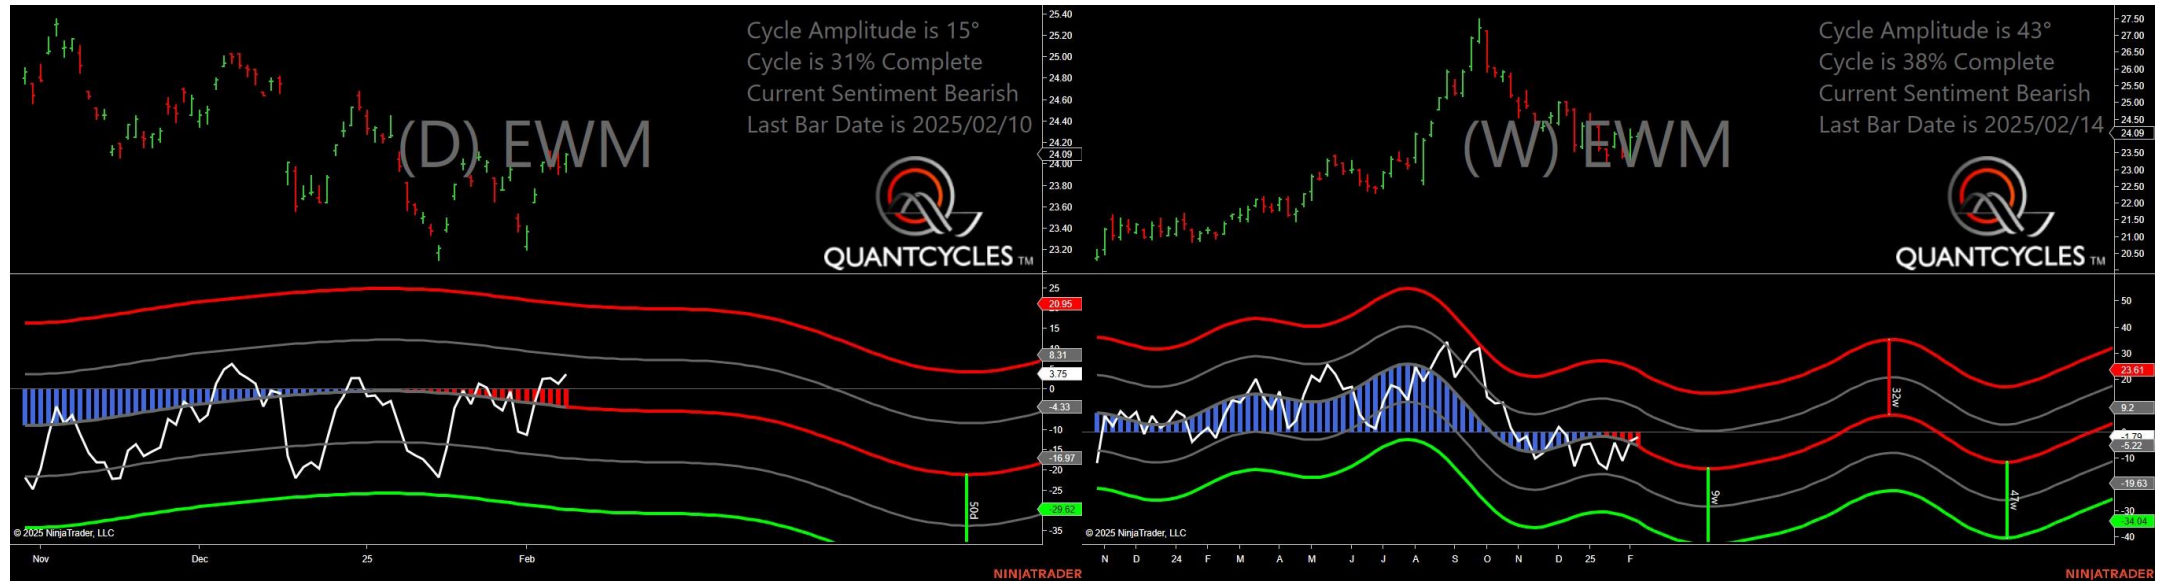 Cycle Amplitude is 15°
Cycle is 31% Complete
Current Sentiment Bearish
Last Bar Date is 2025/02/10
(D) EWM
QUANTCYCLES TM
25.40
25.20
25.00
24.80
24.60
24.40
24.20
24.09
24.00
23.80
23.60
23.40
23.20
25
20.95
15
8.31
3.75
0
-4.33
-10
-15
-16.97
-20
-25
-29.62
-35
50d
© 2025 NinjaTrader, LLC
Nov
Dec
25
Feb
NINJATRADER
Cycle Amplitude is 43°
Cycle is 38% Complete
Current Sentiment Bearish
Last Bar Date is 2025/02/14
(W) EWM
QUANTCYCLES TM
27.50
27.00
26.50
26.00
25.50
25.00
24.50
24.09
23.50
23.00
22.50
22.00
21.50
21.00
20.50
50
40
30
23.61
20
9.2
-1.79
-5.22
-10
-19.63
-30
-34.04
-40
32w
9w
47w
© 2025 NinjaTrader, LLC
N
D
24
F
M
A
M
J
J
A
S
O
N
D
25
F
NINJATRADER